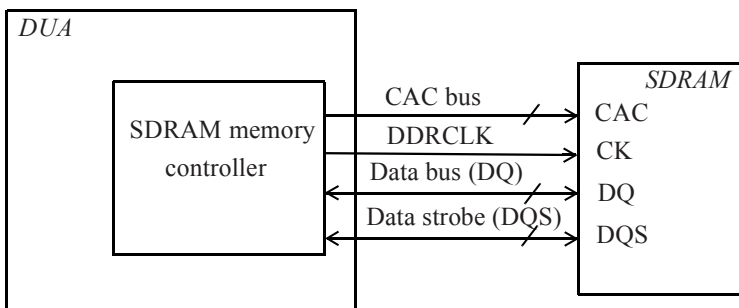 DUA
SDRAM
CAC bus
CAC
SDRAM memory
controller
DDRCLK
CK
Data bus (DQ)
DQ
Data strobe (DQS)
DQS